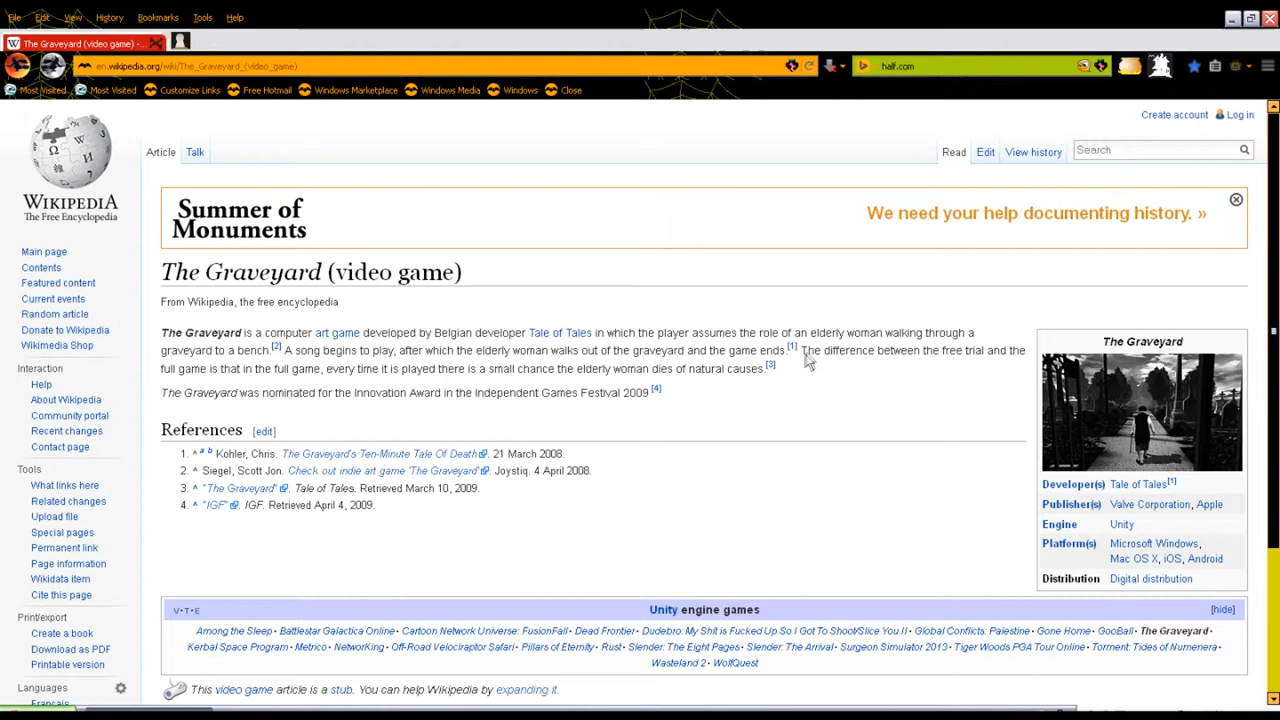 File Edit View History Bookmarks Tools Help
W The Graveyard (video game) -...
en.wikipedia.org/wiki/The_Graveyard_(video_game)
half.com
Most Visited Most Visited Customize Links Free Hotmail Windows Marketplace Windows Media Windows Close
Create account Log in
Article Talk
Read Edit View history Search
WIKIPEDIA
The Free Encyclopedia
Main page
Contents
Featured content
Current events
Random article
Donate to Wikipedia
Wikimedia Shop
Interaction
Help
About Wikipedia
Community portal
Recent changes
Contact page
Tools
What links here
Related changes
Upload file
Special pages
Permanent link
Page information
Wikidata item
Cite this page
Print/export
Create a book
Download as PDF
Printable version
Languages
Français
Summer of
Monuments
We need your help documenting history. »
The Graveyard (video game)
From Wikipedia, the free encyclopedia
The Graveyard is a computer art game developed by Belgian developer Tale of Tales in which the player assumes the role of an elderly woman walking through a
graveyard to a bench.[2] A song begins to play, after which the elderly woman walks out of the graveyard and the game ends.[1] The difference between the free trial and the
full game is that in the full game, every time it is played there is a small chance the elderly woman dies of natural causes.[3]
The Graveyard was nominated for the Innovation Award in the Independent Games Festival 2009 [4]
References [edit]
1. ^ a b Kohler, Chris. The Graveyard's Ten-Minute Tale Of Death. 21 March 2008.
2. ^ Siegel, Scott Jon. Check out indie art game 'The Graveyard'. Joystiq. 4 April 2008.
3. ^ "The Graveyard". Tale of Tales. Retrieved March 10, 2009.
4. ^ "IGF". IGF. Retrieved April 4, 2009.
The Graveyard
Developer(s) Tale of Tales[1]
Publisher(s) Valve Corporation, Apple
Engine Unity
Platform(s) Microsoft Windows,
Mac OS X, iOS, Android
Distribution Digital distribution
V · T · E Unity engine games [hide]
Among the Sleep · Battlestar Galactica Online · Cartoon Network Universe: FusionFall · Dead Frontier · Dudebro: My Shit is Fucked Up So I Got To Shoot/Slice You II · Global Conflicts: Palestine · Gone Home · GooBall · The Graveyard ·
Kerbal Space Program · Metrico · NetworKing · Off-Road Velociraptor Safari · Pillars of Eternity · Rust · Slender: The Eight Pages · Slender: The Arrival · Surgeon Simulator 2013 · Tiger Woods PGA Tour Online · Torment: Tides of Numenera ·
Wasteland 2 · WolfQuest
This video game article is a stub. You can help Wikipedia by expanding it.